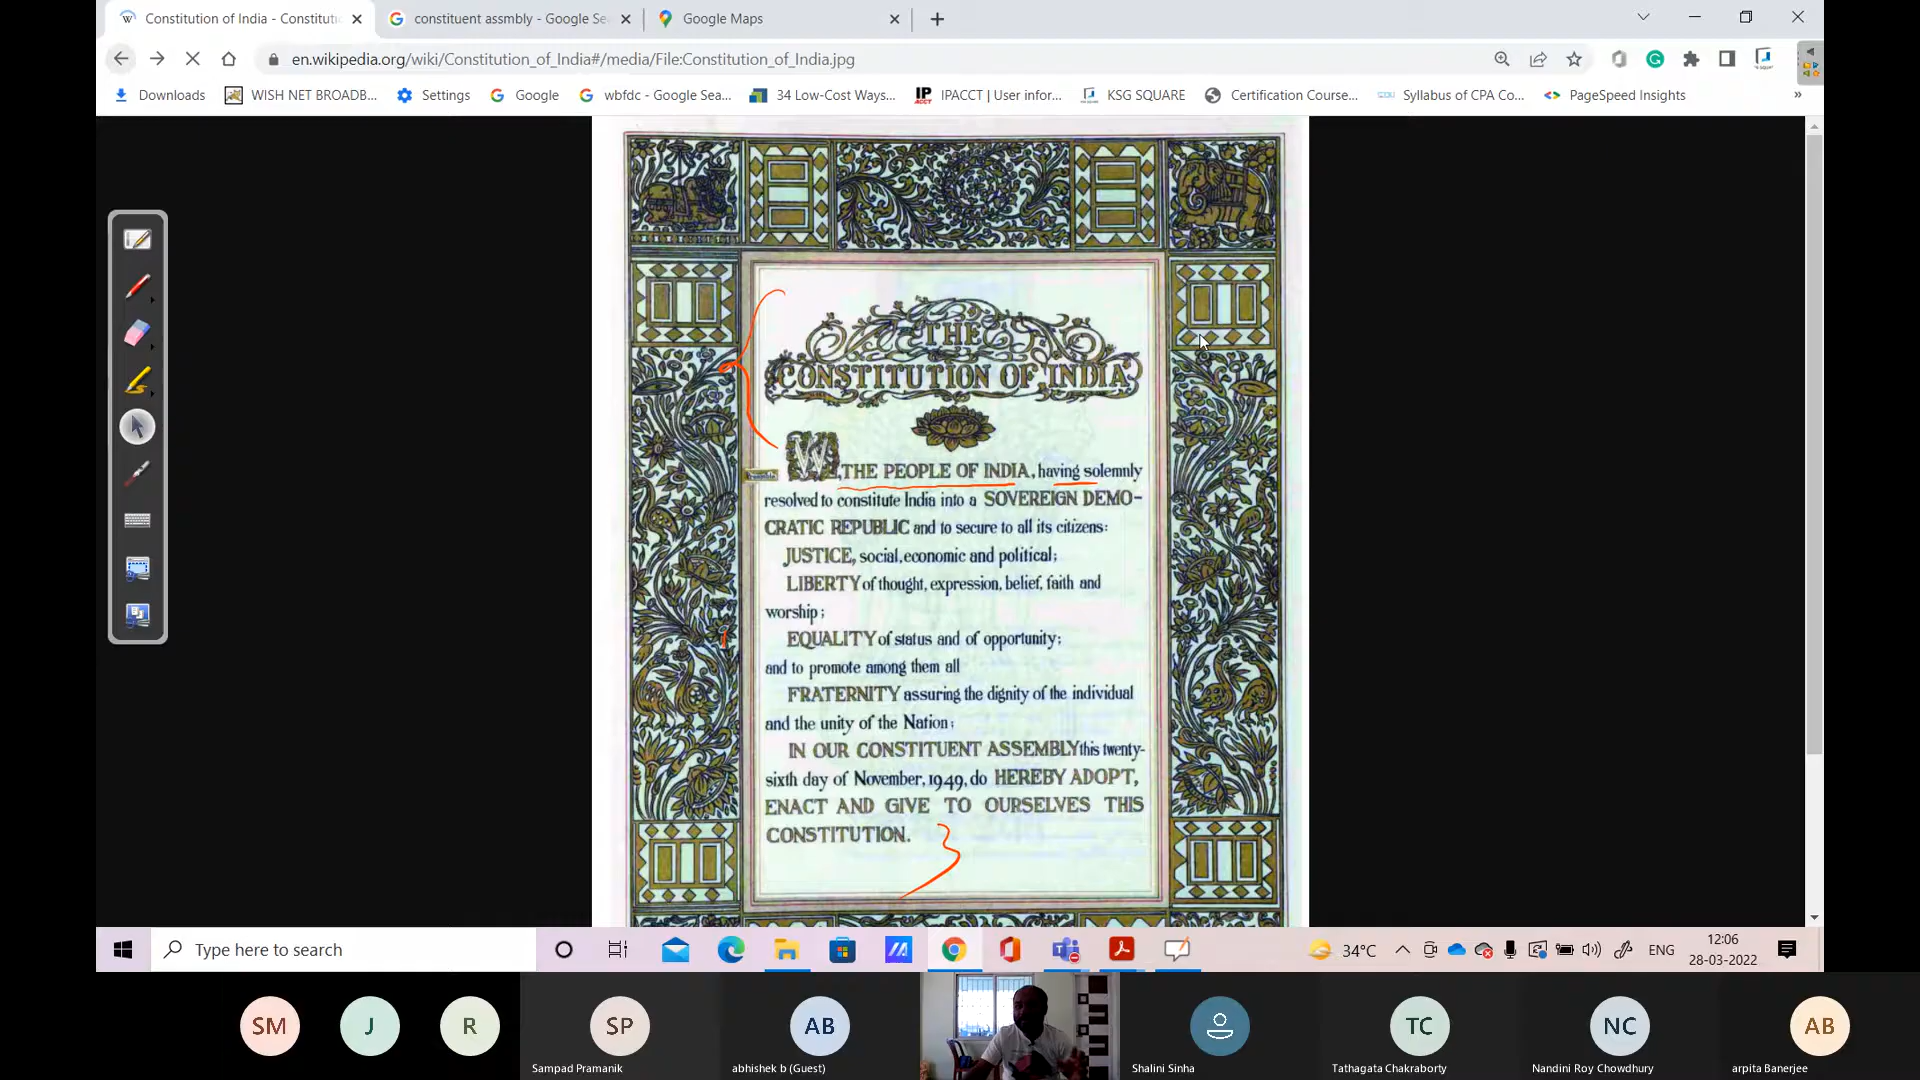 Constitution of India - Constituti
constituent assmbly - Google Se
Google Maps
en.wikipedia.org/wiki/Constitution_of_India#/media/File:Constitution_of_India.jpg
Downloads
WISH NET BROADB...
Settings
Google
wbfdc - Google Sea...
34 Low-Cost Ways...
IP
ACCT
IPACCT | User infor...
KSG SQUARE
Certification Course...
Syllabus of CPA Co...
PageSpeed Insights
»
THE
CONSTITUTION OF INDIA
WE, THE PEOPLE OF INDIA, having solemnly
resolved to constitute India into a SOVEREIGN DEMO-
CRATIC REPUBLIC and to secure to all its citizens:
JUSTICE, social, economic and political;
LIBERTY of thought, expression, belief, faith and
worship;
EQUALITY of status and of opportunity;
and to promote among them all
FRATERNITY assuring the dignity of the individual
and the unity of the Nation;
IN OUR CONSTITUENT ASSEMBLY this twenty-
sixth day of November, 1949, do HEREBY ADOPT,
ENACT AND GIVE TO OURSELVES THIS
CONSTITUTION.
Type here to search
34°C
ENG
12:06
28-03-2022
SM
J
R
SP
AB
TC
NC
AB
Sampad Pramanik
abhishek b (Guest)
Shalini Sinha
Tathagata Chakraborty
Nandini Roy Chowdhury
arpita Banerjee